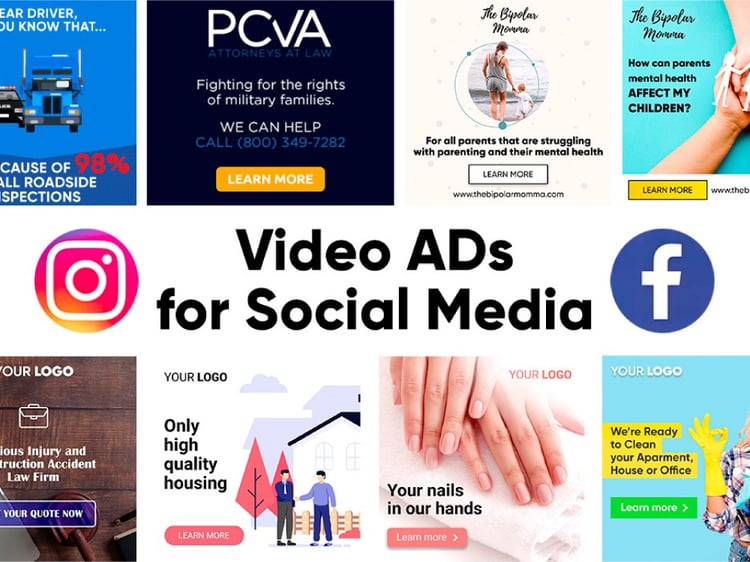 EAR DRIVER,
OU KNOW THAT...
POLICE
CAUSE OF 98%
ALL ROADSIDE
NSPECTIONS
PCVA
ATTORNEYS AT LAW
Fighting for the rights
of military families.
WE CAN HELP
CALL (800) 349-7282
LEARN MORE
The Bipolar
Momma
For all parents that are struggling
with parenting and their mental health
LEARN MORE
www.thebipolarmomma.com
The Bipolar
Momma
How can parents
mental health
AFFECT MY
CHILDREN?
LEARN MORE
www.theb
Video ADs
for Social Media
f
YOUR LOGO
ious Injury and
struction Accident
Law Firm
T YOUR QUOTE NOW
YOUR LOGO
Only
high
quality
housing
LEARN MORE
YOUR LOGO
Your nails
in our hands
Learn more
YOUR LOGO
We're Ready
to Clean
your Aparment,
House or Office
Learn more